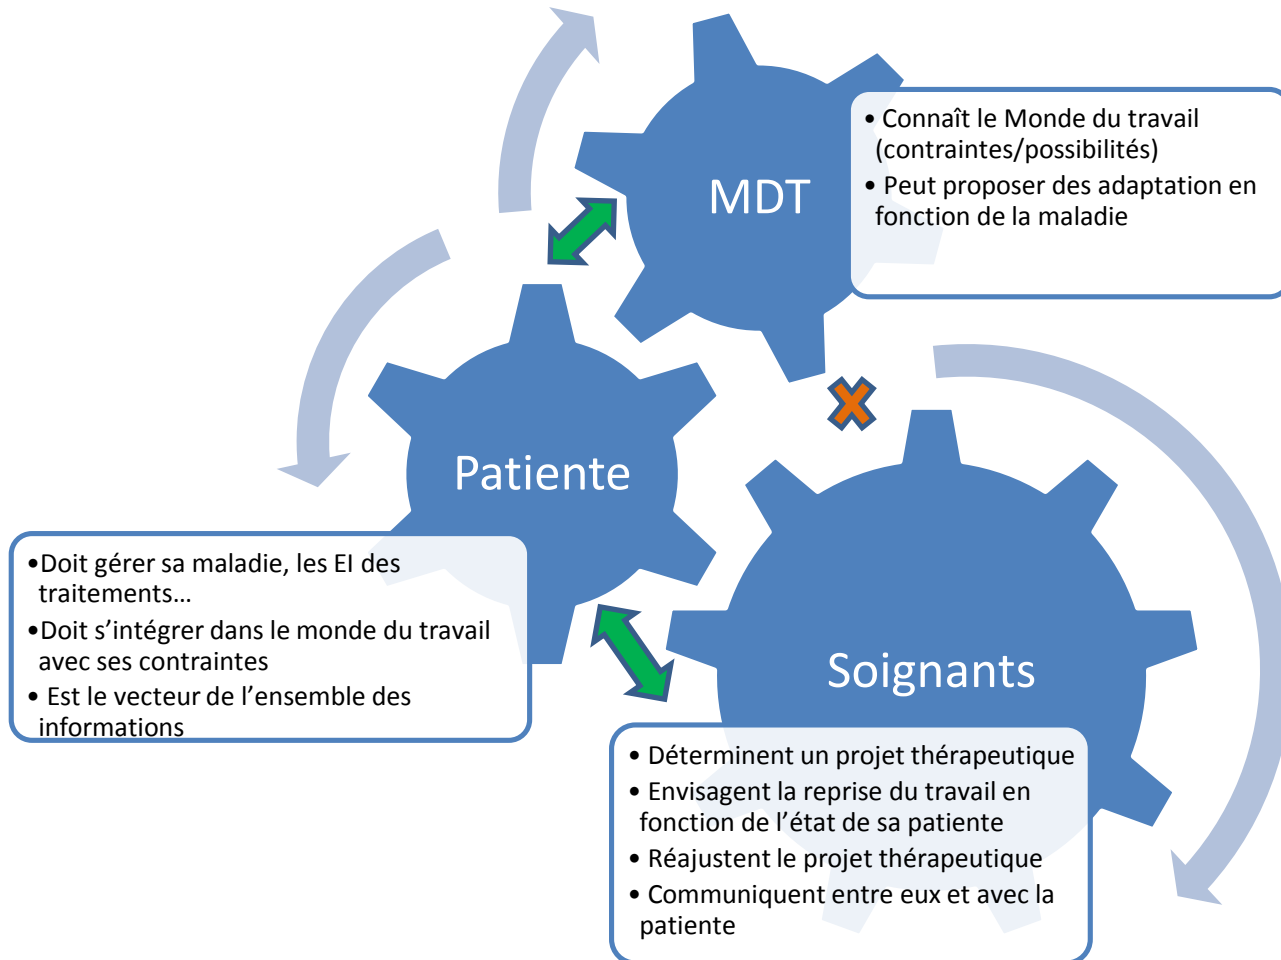 MDT
• Connaît le Monde du travail
(contraintes/possibilités)
• Peut proposer des adaptation en
fonction de la maladie
Patiente
•Doit gérer sa maladie, les EI des
traitements…
•Doit s’intégrer dans le monde du travail
avec ses contraintes
• Est le vecteur de l’ensemble des
informations
Soignants
• Déterminent un projet thérapeutique
• Envisagent la reprise du travail en
fonction de l’état de sa patiente
• Réajustent le projet thérapeutique
• Communiquent entre eux et avec la
patiente